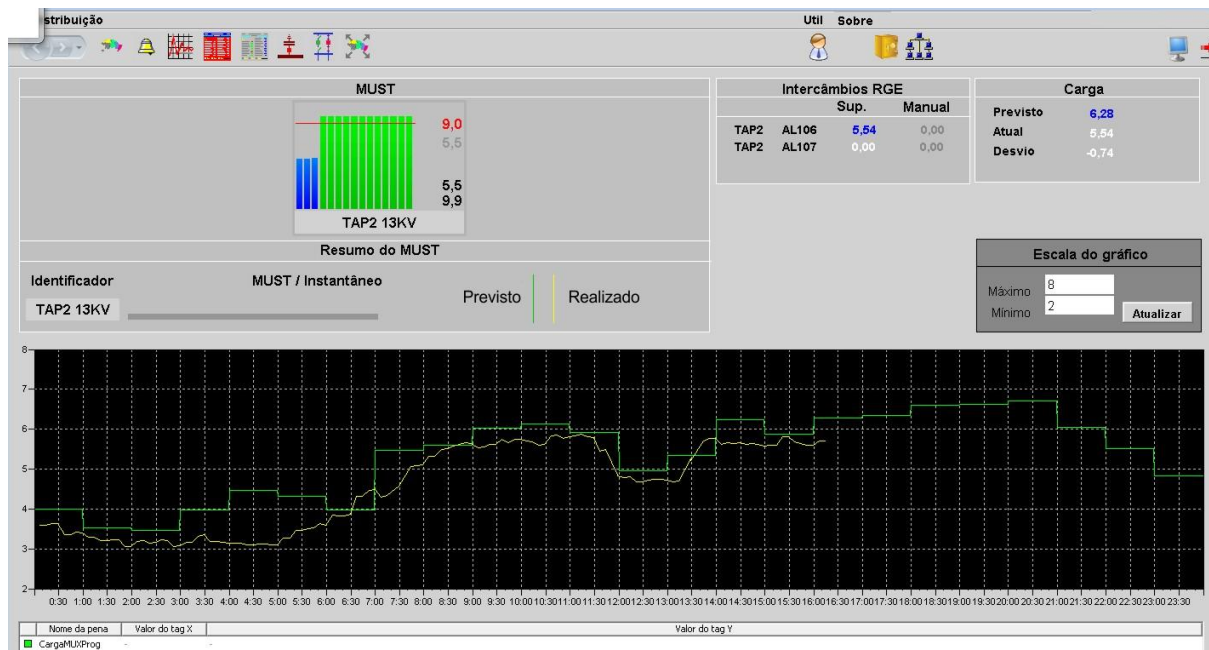 stribuição Util Sobre
MUST
9,0
5,5
5,5
9,9
TAP2 13KV
Resumo do MUST
Identificador MUST / Instantâneo
Previsto Realizado
TAP2 13KV
Intercâmbios RGE
Sup. Manual
TAP2 AL106 5,54 0,00
TAP2 AL107 0,00 0,00
Carga
Previsto 6,28
Atual 5,54
Desvio -0,74
Escala do gráfico
Máximo 8
Mínimo 2
Atualizar
8
7
6
5
4
3
2
0:30 1:00 1:30 2:00 2:30 3:00 3:30 4:00 4:30 5:00 5:30 6:00 6:30 7:00 7:30 8:00 8:30 9:00 9:30 10:00 10:30 11:00 11:30 12:00 12:30 13:00 13:30 14:00 14:30 15:00 15:30 16:00 16:30 17:00 17:30 18:00 18:30 19:00 19:30 20:00 20:30 21:00 21:30 22:00 22:30 23:00 23:30
Nome da pena Valor do tag X Valor do tag Y
CargaMUXProg - -